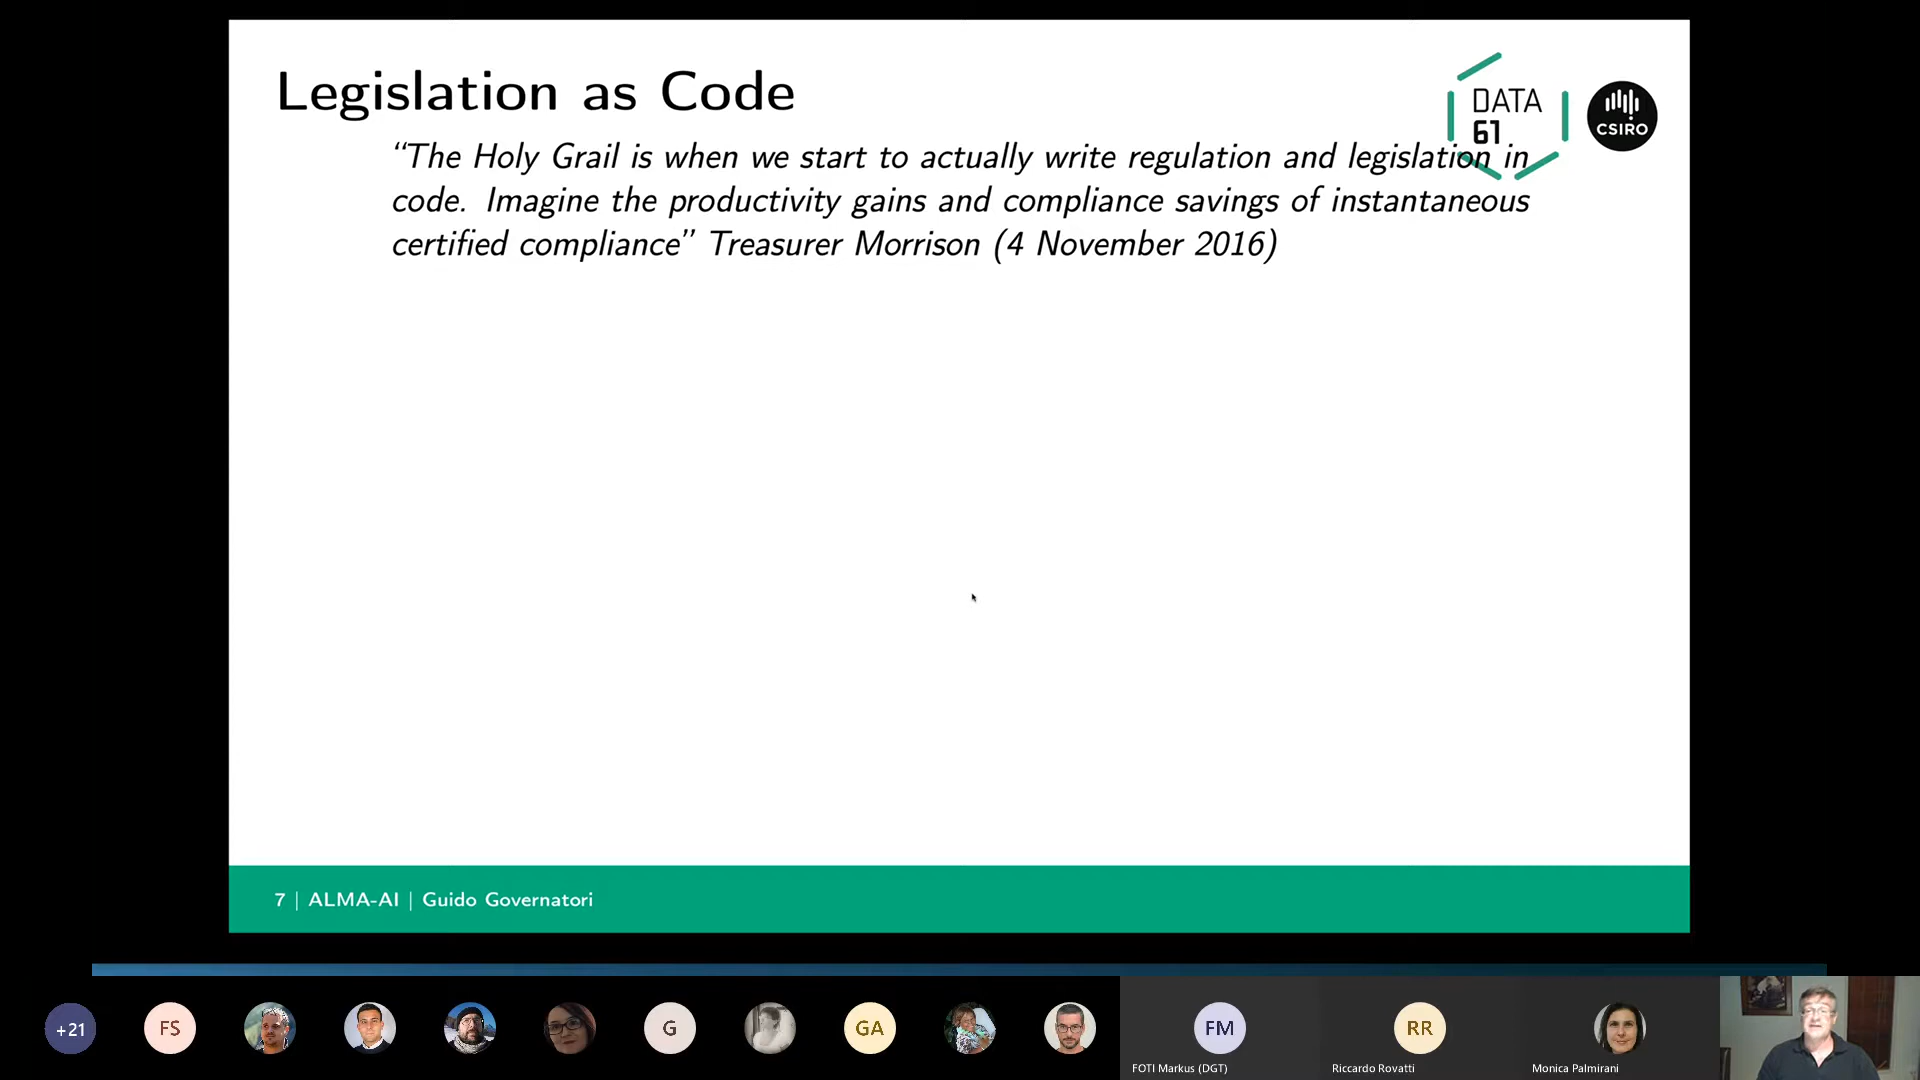 Legislation as Code
DATA
61
CSIRO
“The Holy Grail is when we start to actually write regulation and legislation in
code. Imagine the productivity gains and compliance savings of instantaneous
certified compliance” Treasurer Morrison (4 November 2016)
7 | ALMA-AI | Guido Governatori
+21
FS
G
GA
FM
RR
FOTI Markus (DGT)
Riccardo Rovatti
Monica Palmirani